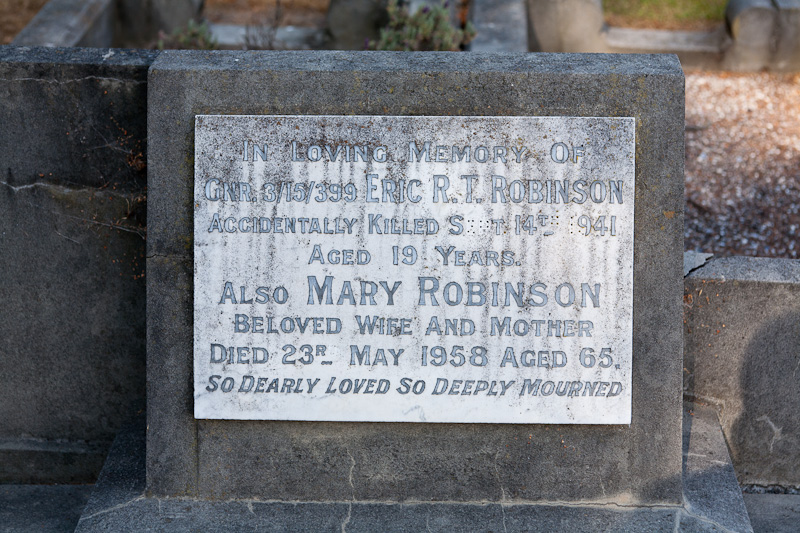 In Loving Memory Of
Gnr. 3/15/399 Eric R.T. Robinson
Accidentally Killed 14th
Aged 19 Years.
Also Mary Robinson
Beloved Wife And Mother
Died 23rd May 1958 Aged 65.
So Dearly Loved So Deeply Mourned